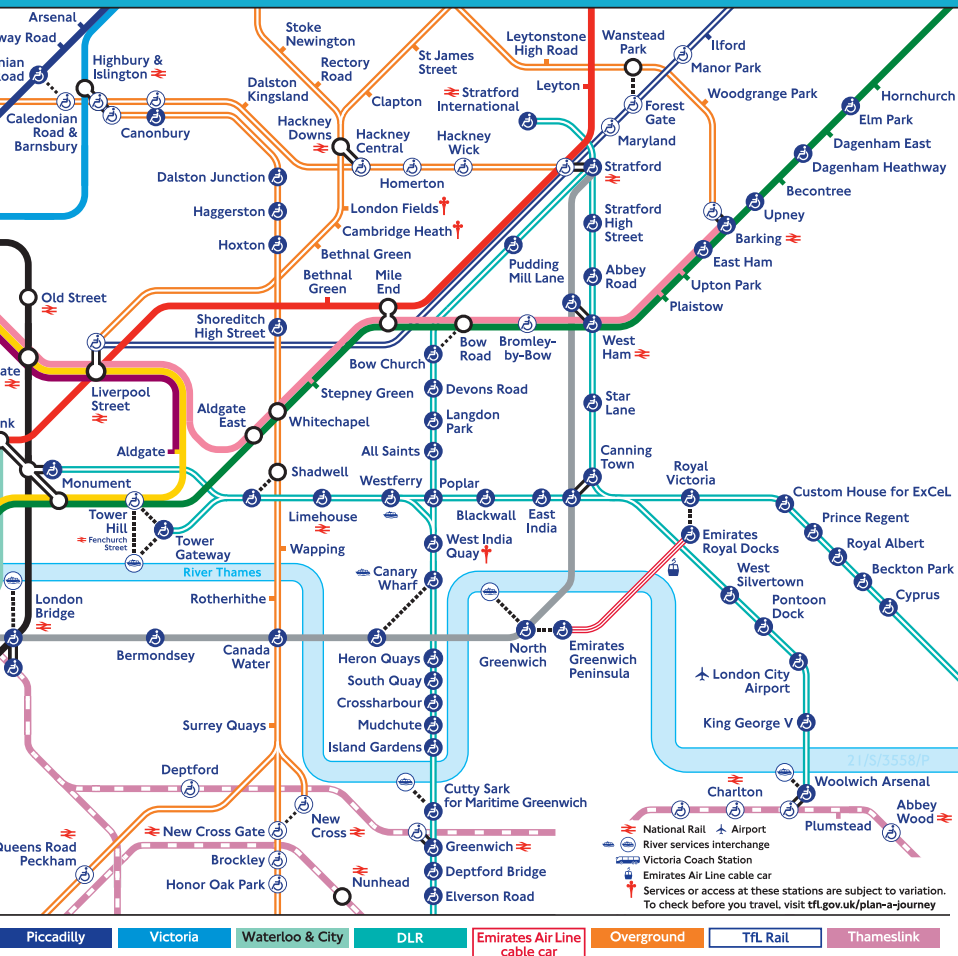 Arsenal
way Road
nian
Road
Highbury &
Islington
Caledonian
Road &
Barnsbury
Canonbury
Stoke
Newington
Rectory
Road
Dalston
Kingsland
Clapton
St James
Street
Hackney
Downs
Hackney
Central
Hackney
Wick
Homerton
Leytonstone
High Road
Wanstead
Park
Leyton
Stratford
International
Ilford
Manor Park
Forest
Gate
Maryland
Woodgrange Park
Hornchurch
Elm Park
Dagenham East
Dagenham Heathway
Becontree
Upney
Barking
East Ham
Upton Park
Plaistow
Stratford
Stratford
High
Street
Abbey
Road
West
Ham
Star
Lane
Canning
Town
Dalston Junction
Haggerston
Hoxton
London Fields
Cambridge Heath
Bethnal Green
Bethnal
Green
Mile
End
Pudding
Mill Lane
Shoreditch
High Street
Old Street
ate
Liverpool
Street
nk
Aldgate
East
Aldgate
Whitechapel
Stepney Green
Bow Church
Bow
Road
Bromley-
by-Bow
Devons Road
Langdon
Park
All Saints
Monument
Tower
Hill
Fenchurch
Street
Tower
Gateway
Shadwell
Limehouse
Westferry
Poplar
Blackwall
East
India
Royal
Victoria
Custom House for ExCeL
Prince Regent
Royal Albert
Beckton Park
Cyprus
Emirates
Royal Docks
West
Silvertown
Pontoon
Dock
London City
Airport
King George V
Woolwich Arsenal
West India
Quay
Canary
Wharf
Wapping
River Thames
Rotherhithe
London
Bridge
Bermondsey
Canada
Water
Heron Quays
South Quay
Crossharbour
Mudchute
Island Gardens
North
Greenwich
Emirates
Greenwich
Peninsula
Surrey Quays
Deptford
Cutty Sark
for Maritime Greenwich
New Cross Gate
New
Cross
Greenwich
Queens Road
Peckham
Brockley
Honor Oak Park
Nunhead
Deptford Bridge
Elverson Road
21/S/3558/P
Charlton
Plumstead
Abbey
Wood
National Rail
Airport
River services interchange
Victoria Coach Station
Emirates Air Line cable car
Services or access at these stations are subject to variation.
To check before you travel, visit tfl.gov.uk/plan-a-journey
Piccadilly
Victoria
Waterloo & City
DLR
Emirates Air Line
cable car
Overground
TfL Rail
Thameslink